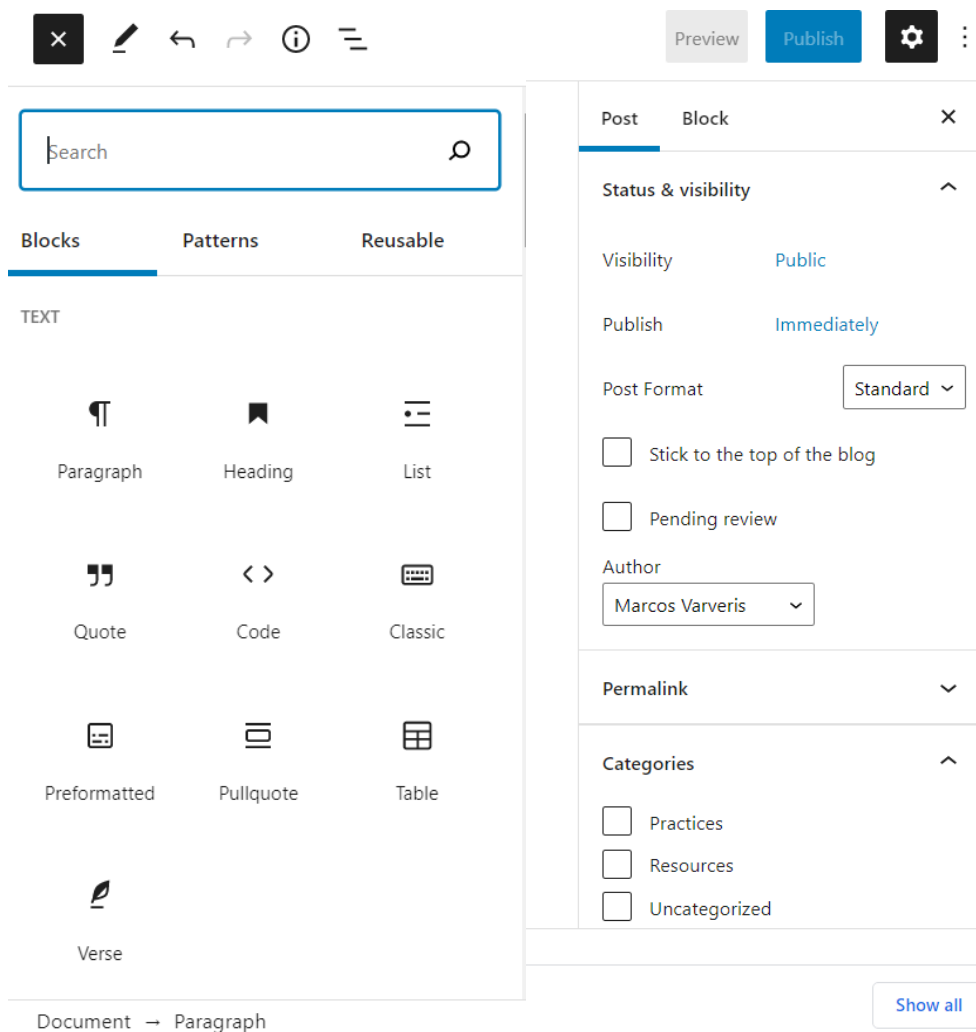 Preview
Publish
Search
Blocks Patterns Reusable
TEXT
Paragraph Heading List
Quote Code Classic
Preformatted Pullquote Table
Verse
Document → Paragraph
Post Block
Status & visibility
Visibility Public
Publish Immediately
Post Format Standard
Stick to the top of the blog
Pending review
Author
Marcos Varveris
Permalink
Categories
Practices
Resources
Uncategorized
Show all